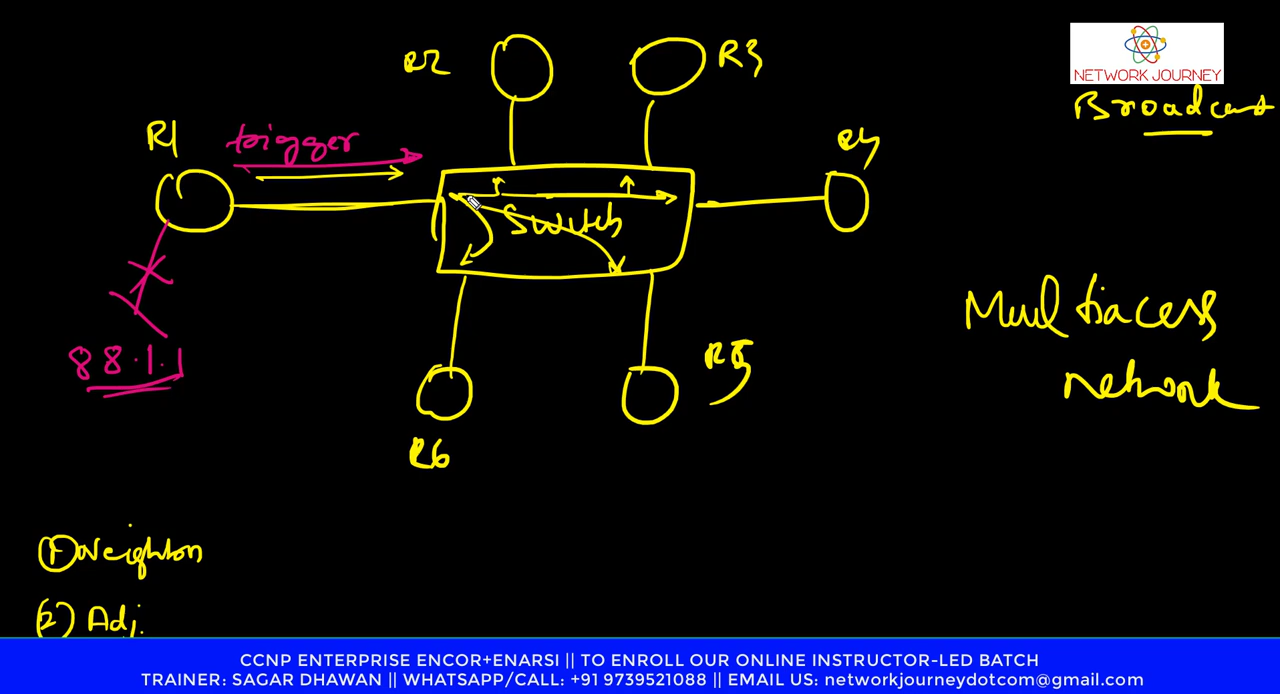 R2
R3
NETWORK JOURNEY
Broadcast
R1
trigger
R4
Switch
Multiacess
network
88.1.1
R5
R6
① Neighbor
(2) Adj.
CCNP ENTERPRISE ENCOR+ENARSI || TO ENROLL OUR ONLINE INSTRUCTOR-LED BATCH
TRAINER: SAGAR DHAWAN || WHATSAPP/CALL: +91 9739521088 || EMAIL US: networkjourneydotcom@gmail.com